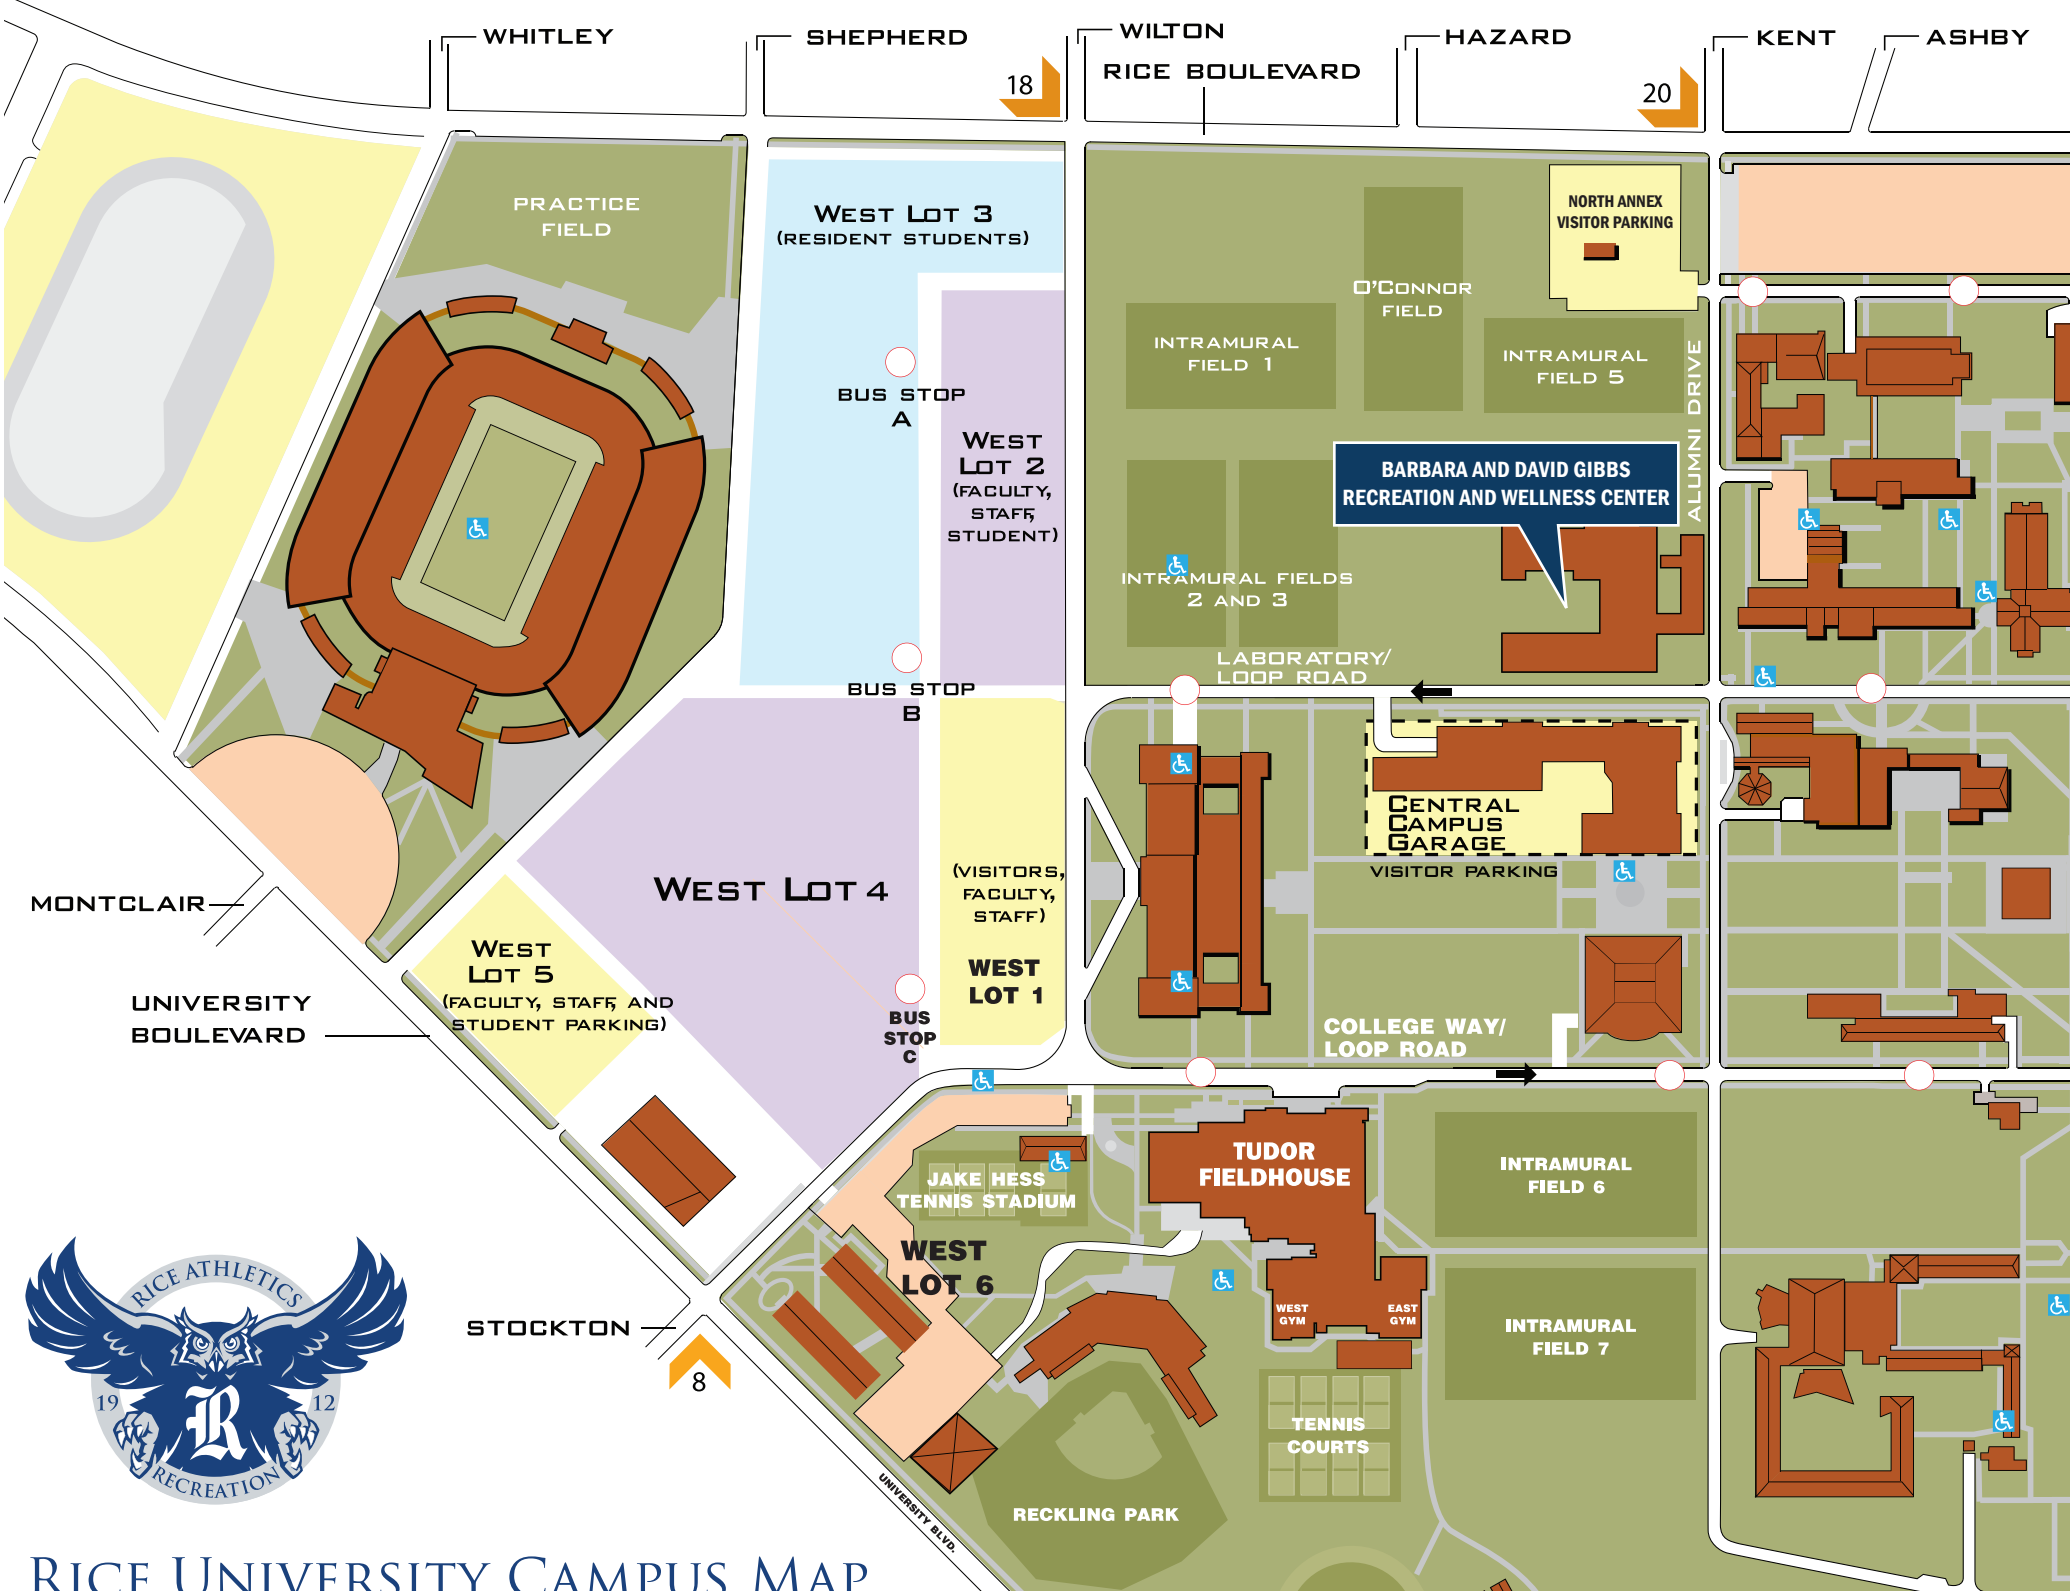 WHITLEY
SHEPHERD
WILTON
HAZARD
KENT
ASHBY
RICE BOULEVARD
18
20
PRACTICE
FIELD
WEST LOT 3
(RESIDENT STUDENTS)
NORTH ANNEX
VISITOR PARKING
O'CONNOR
FIELD
INTRAMURAL
FIELD 1
INTRAMURAL
FIELD 5
ALUMNI DRIVE
BUS STOP
A
WEST
LOT 2
(FACULTY,
STAFF,
STUDENT)
BARBARA AND DAVID GIBBS
RECREATION AND WELLNESS CENTER
INTRAMURAL FIELDS
2 AND 3
LABORATORY/
LOOP ROAD
BUS STOP
B
CENTRAL
CAMPUS
GARAGE
VISITOR PARKING
WEST LOT 4
(VISITORS,
FACULTY,
STAFF)
WEST
LOT 1
MONTCLAIR
WEST
LOT 5
(FACULTY, STAFF, AND
STUDENT PARKING)
UNIVERSITY
BOULEVARD
BUS
STOP
C
COLLEGE WAY/
LOOP ROAD
TUDOR
FIELDHOUSE
INTRAMURAL
FIELD 6
JAKE HESS
TENNIS STADIUM
WEST
LOT 6
WEST
GYM
EAST
GYM
INTRAMURAL
FIELD 7
STOCKTON
8
TENNIS
COURTS
RECKLING PARK
UNIVERSITY BLVD.
RICE ATHLETICS
19
R
12
RECREATION
RICE UNIVERSITY CAMPUS MAP